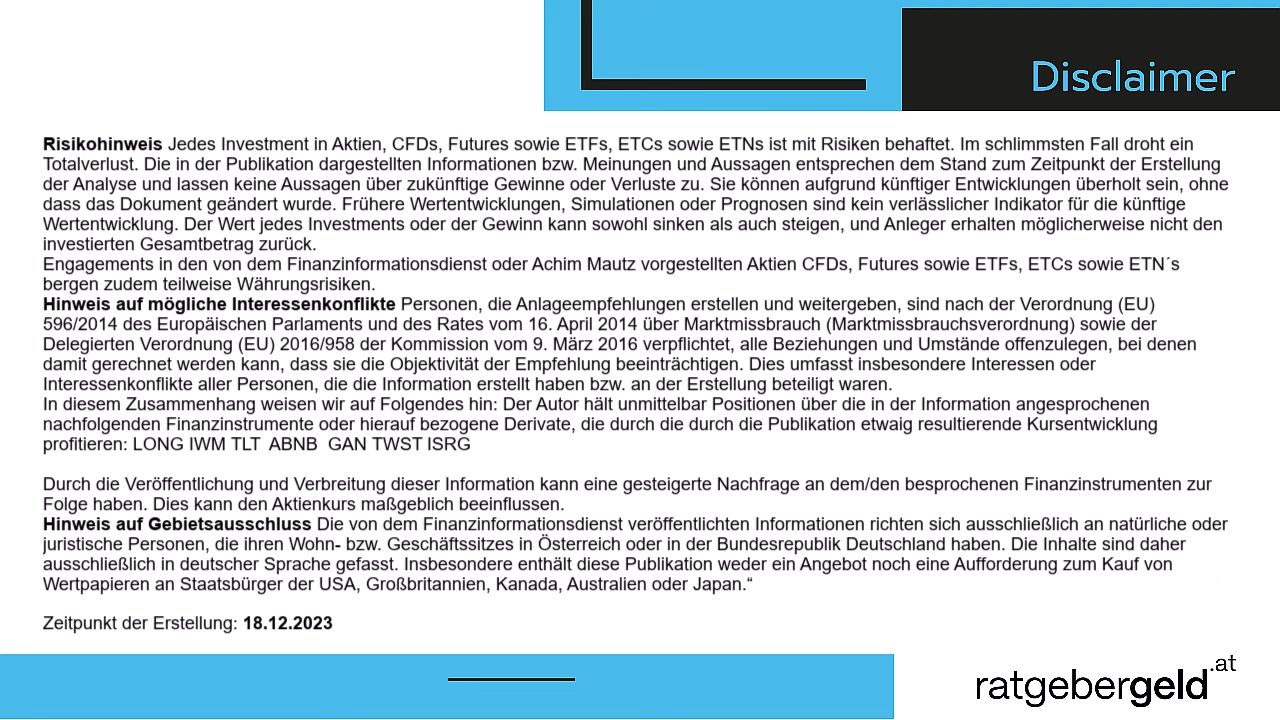 Disclaimer
Risikohinweis Jedes Investment in Aktien, CFDs, Futures sowie ETFs, ETCs sowie ETNs ist mit Risiken behaftet. Im schlimmsten Fall droht ein
Totalverlust. Die in der Publikation dargestellten Informationen bzw. Meinungen und Aussagen entsprechen dem Stand zum Zeitpunkt der Erstellung
der Analyse und lassen keine Aussagen über zukünftige Gewinne oder Verluste zu. Sie können aufgrund künftiger Entwicklungen überholt sein, ohne
dass das Dokument geändert wurde. Frühere Wertentwicklungen, Simulationen oder Prognosen sind kein verlässlicher Indikator für die künftige
Wertentwicklung. Der Wert jedes Investments oder der Gewinn kann sowohl sinken als auch steigen, und Anleger erhalten möglicherweise nicht den
investierten Gesamtbetrag zurück.
Engagements in den von dem Finanzinformationsdienst oder Achim Mautz vorgestellten Aktien CFDs, Futures sowie ETFs, ETCs sowie ETN´s
bergen zudem teilweise Währungsrisiken.
Hinweis auf mögliche Interessenkonflikte Personen, die Anlageempfehlungen erstellen und weitergeben, sind nach der Verordnung (EU)
596/2014 des Europäischen Parlaments und des Rates vom 16. April 2014 über Marktmissbrauch (Marktmissbrauchsverordnung) sowie der
Delegierten Verordnung (EU) 2016/958 der Kommission vom 9. März 2016 verpflichtet, alle Beziehungen und Umstände offenzulegen, bei denen
damit gerechnet werden kann, dass sie die Objektivität der Empfehlung beeinträchtigen. Dies umfasst insbesondere Interessen oder
Interessenkonflikte aller Personen, die die Information erstellt haben bzw. an der Erstellung beteiligt waren.
In diesem Zusammenhang weisen wir auf Folgendes hin: Der Autor hält unmittelbar Positionen über die in der Information angesprochenen
nachfolgenden Finanzinstrumente oder hierauf bezogene Derivate, die durch die durch die Publikation etwaig resultierende Kursentwicklung
profitieren: LONG IWM TLT ABNB GAN TWST ISRG
Durch die Veröffentlichung und Verbreitung dieser Information kann eine gesteigerte Nachfrage an dem/den besprochenen Finanzinstrumenten zur
Folge haben. Dies kann den Aktienkurs maßgeblich beeinflussen.
Hinweis auf Gebietsausschluss Die von dem Finanzinformationsdienst veröffentlichten Informationen richten sich ausschließlich an natürliche oder
juristische Personen, die ihren Wohn- bzw. Geschäftssitzes in Österreich oder in der Bundesrepublik Deutschland haben. Die Inhalte sind daher
ausschließlich in deutscher Sprache gefasst. Insbesondere enthält diese Publikation weder ein Angebot noch eine Aufforderung zum Kauf von
Wertpapieren an Staatsbürger der USA, Großbritannien, Kanada, Australien oder Japan.“
Zeitpunkt der Erstellung: 18.12.2023
ratgebergeld.at